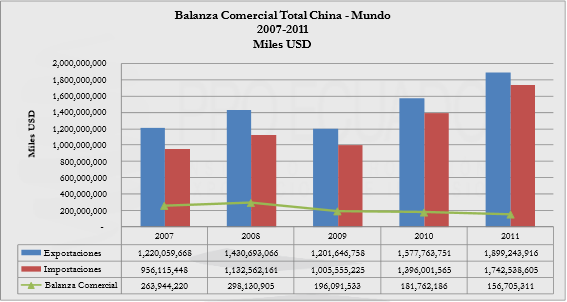 Balanza Comercial Total China - Mundo
2007-2011
Miles USD
Miles USD
2,000,000,000
1,800,000,000
1,600,000,000
1,400,000,000
1,200,000,000
1,000,000,000
800,000,000
600,000,000
400,000,000
200,000,000
-
2007 2008 2009 2010 2011
Exportaciones 1,220,059,668 1,430,693,066 1,201,646,758 1,577,763,751 1,899,243,916
Importaciones 956,115,448 1,132,562,161 1,005,555,225 1,396,001,565 1,742,538,605
Balanza Comercial 263,944,220 298,130,905 196,091,533 181,762,186 156,705,311